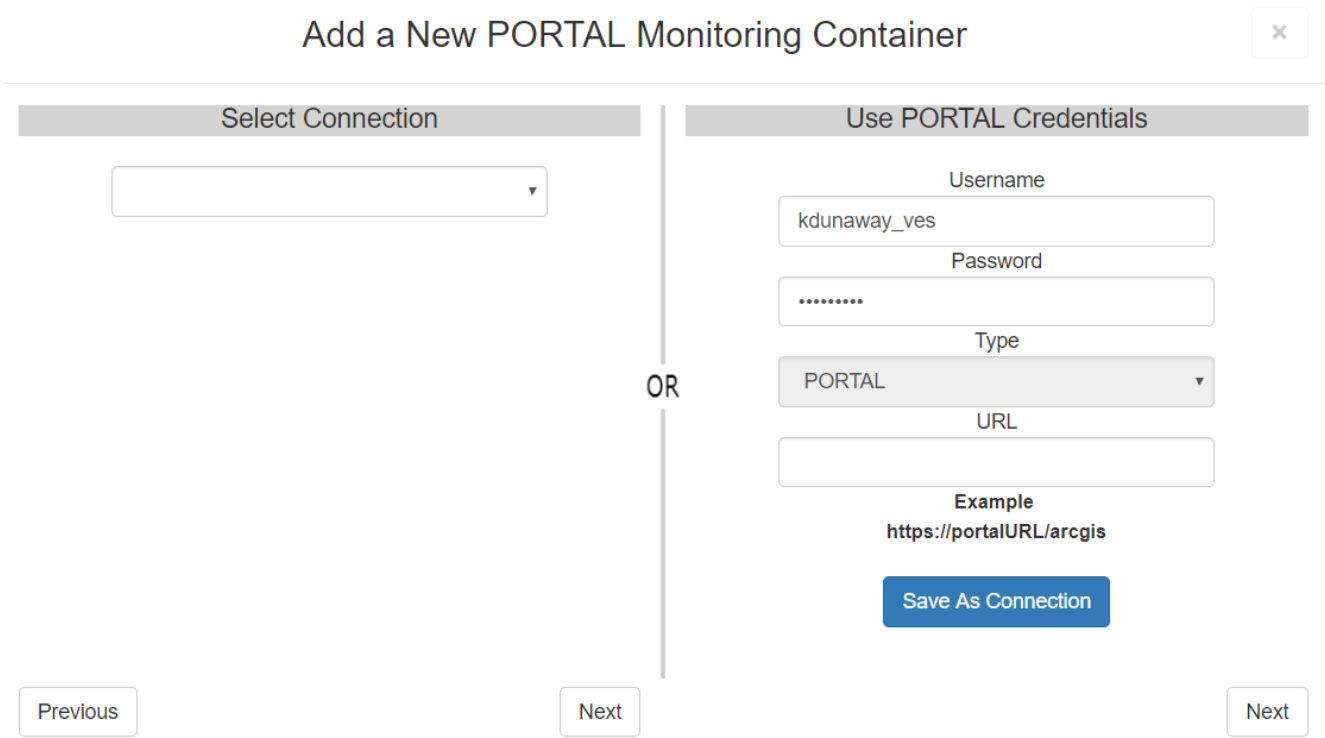 Add a New PORTAL Monitoring Container
×
Select Connection
OR
Use PORTAL Credentials
Username
kdunaway_ves
Password
•••••••••
Type
PORTAL
URL
Example
https://portalURL/arcgis
Save As Connection
Previous
Next
Next